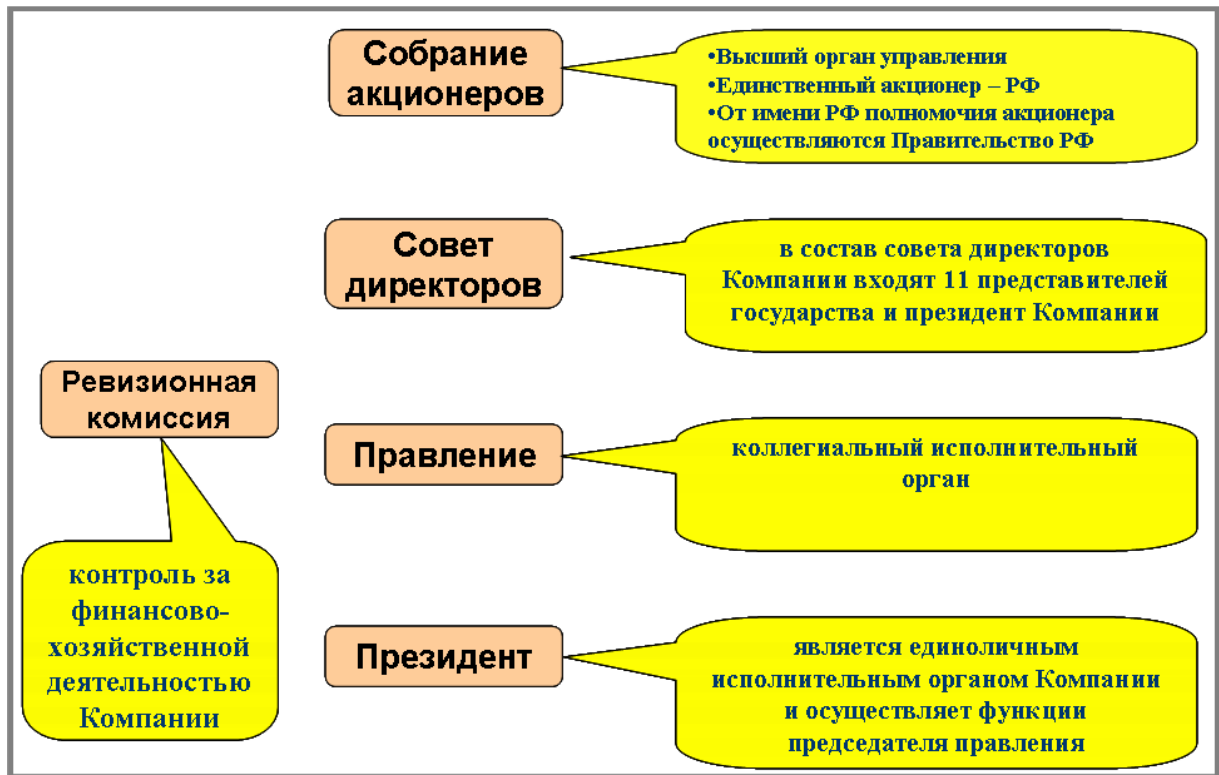 Собрание
акционеров
•Высший орган управления
•Единственный акционер – РФ
•От имени РФ полномочия акционера
осуществляются Правительство РФ
Совет
директоров
в состав совета директоров
Компании входят 11 представителей
государства и президент Компании
Ревизионная
комиссия
контроль за
финансово-
хозяйственной
деятельностью
Компании
Правление
коллегиальный исполнительный
орган
Президент
является единоличным
исполнительным органом Компании
и осуществляет функции
председателя правления